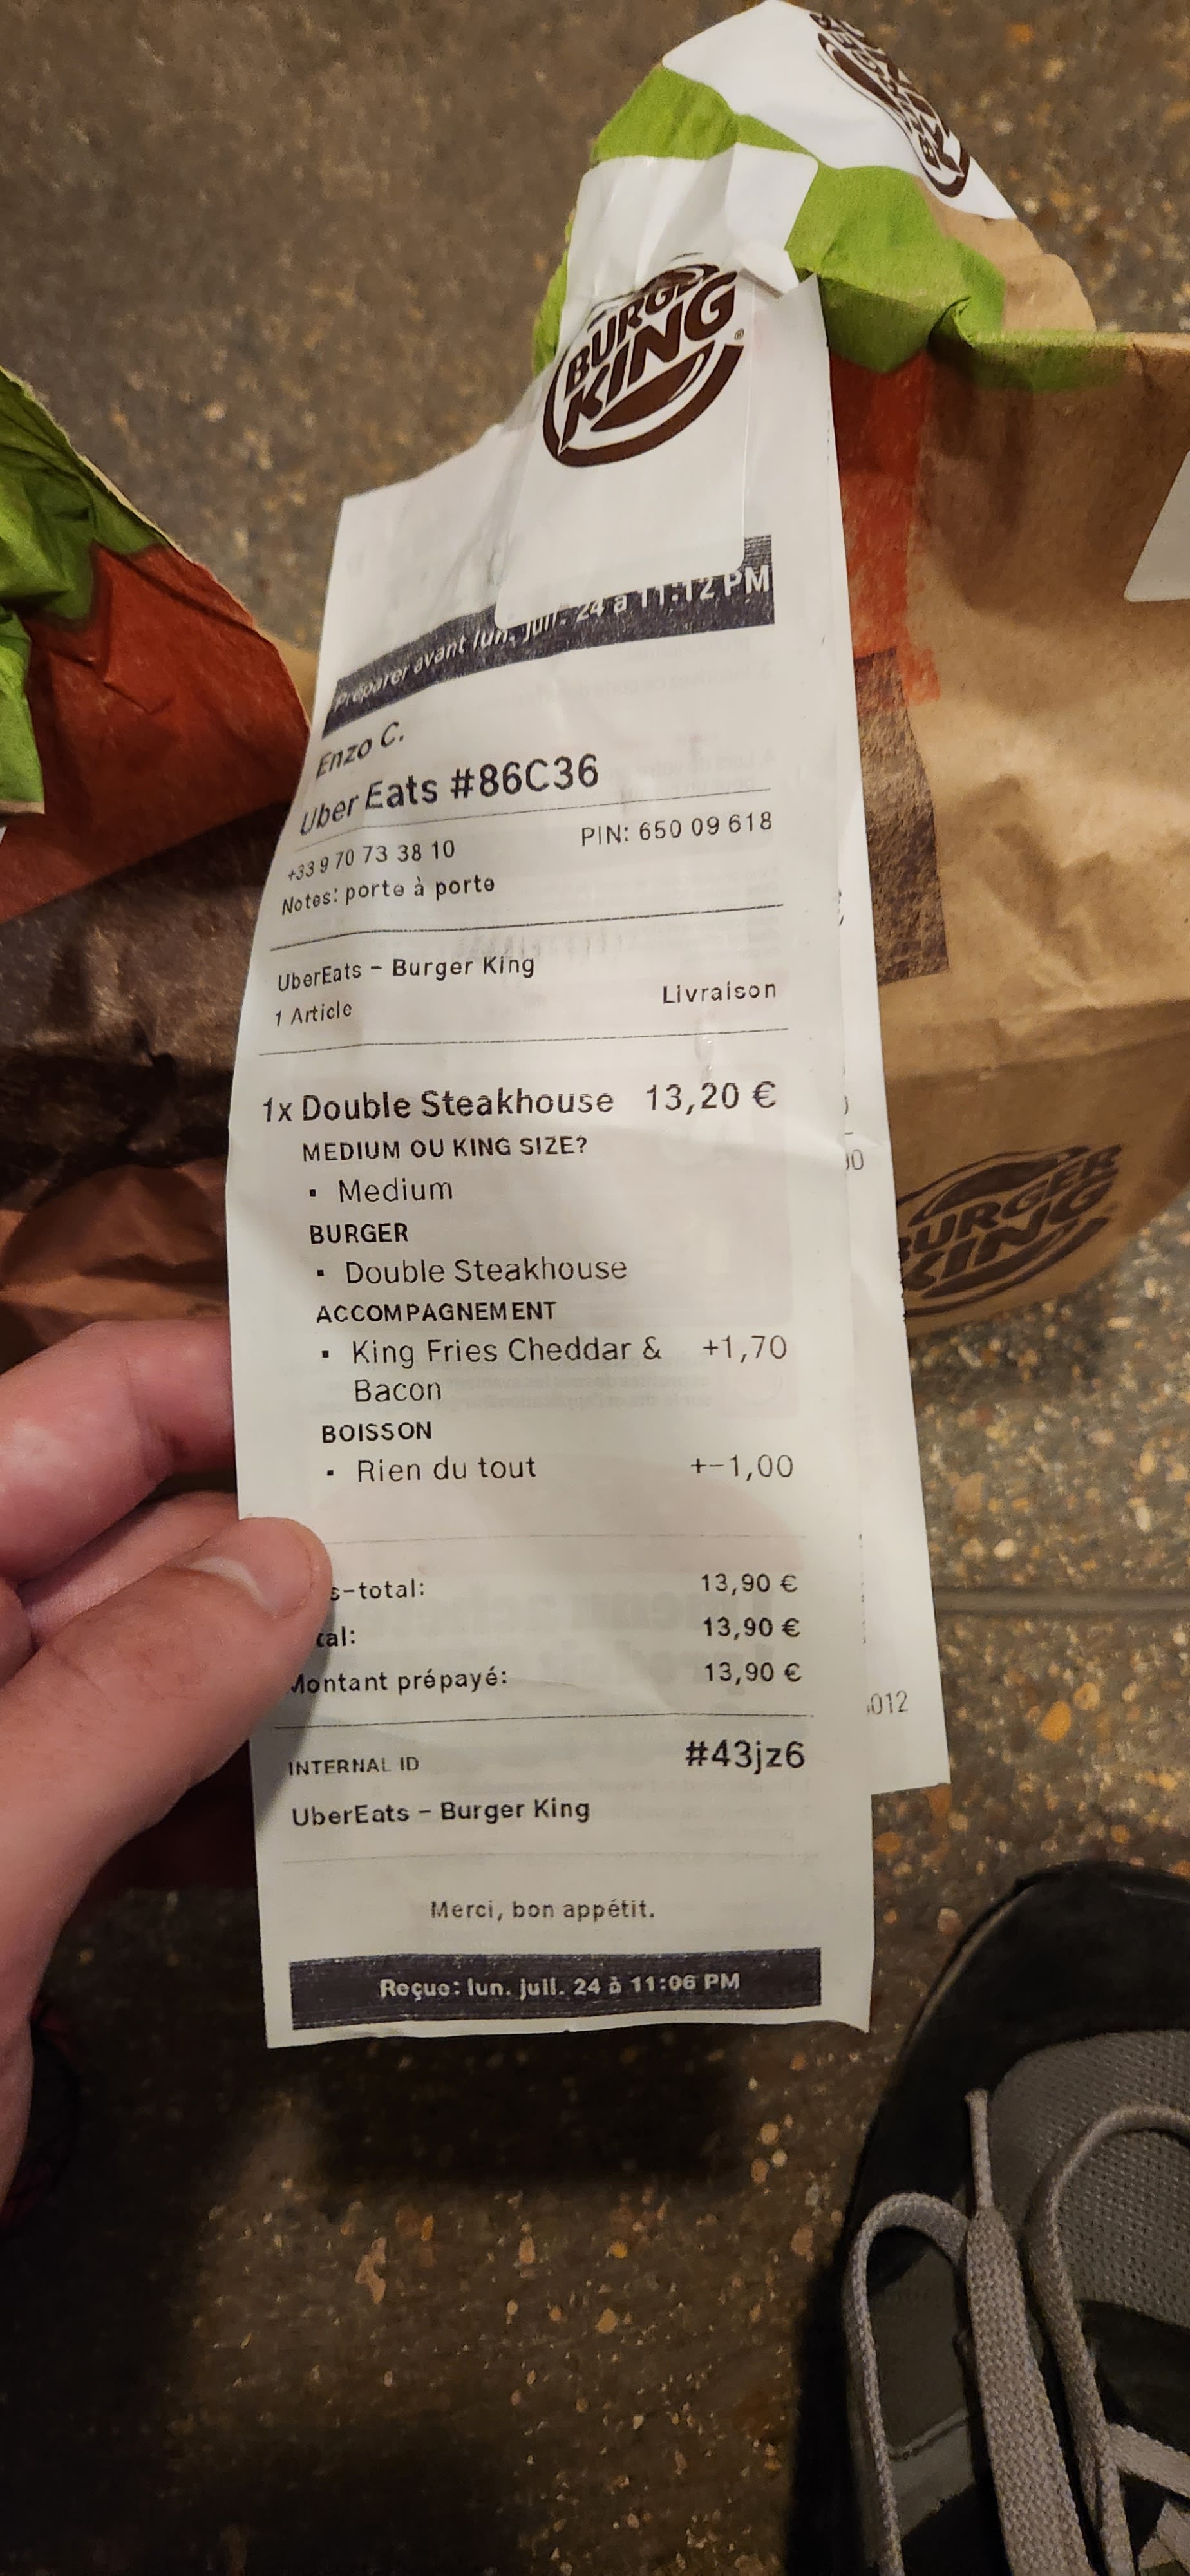 BURGER
KING
BURGER
KING
®
Préparer avant lun. juil. 24 à 11:12 PM
Enzo C.
Uber Eats #86C36
+33 9 70 73 38 10 PIN: 650 09 618
Notes: porte à porte
UberEats - Burger King
1 Article Livraison
1x Double Steakhouse 13,20 €
MEDIUM OU KING SIZE?
▪ Medium
BURGER
▪ Double Steakhouse
ACCOMPAGNEMENT
▪ King Fries Cheddar & +1,70
Bacon
BOISSON
▪ Rien du tout +-1,00
s-total: 13,90 €
tal: 13,90 €
Montant prépayé: 13,90 €
INTERNAL ID #43jz6
UberEats - Burger King
Merci, bon appétit.
Reçue: lun. juil. 24 à 11:06 PM
BURGER
KING
012